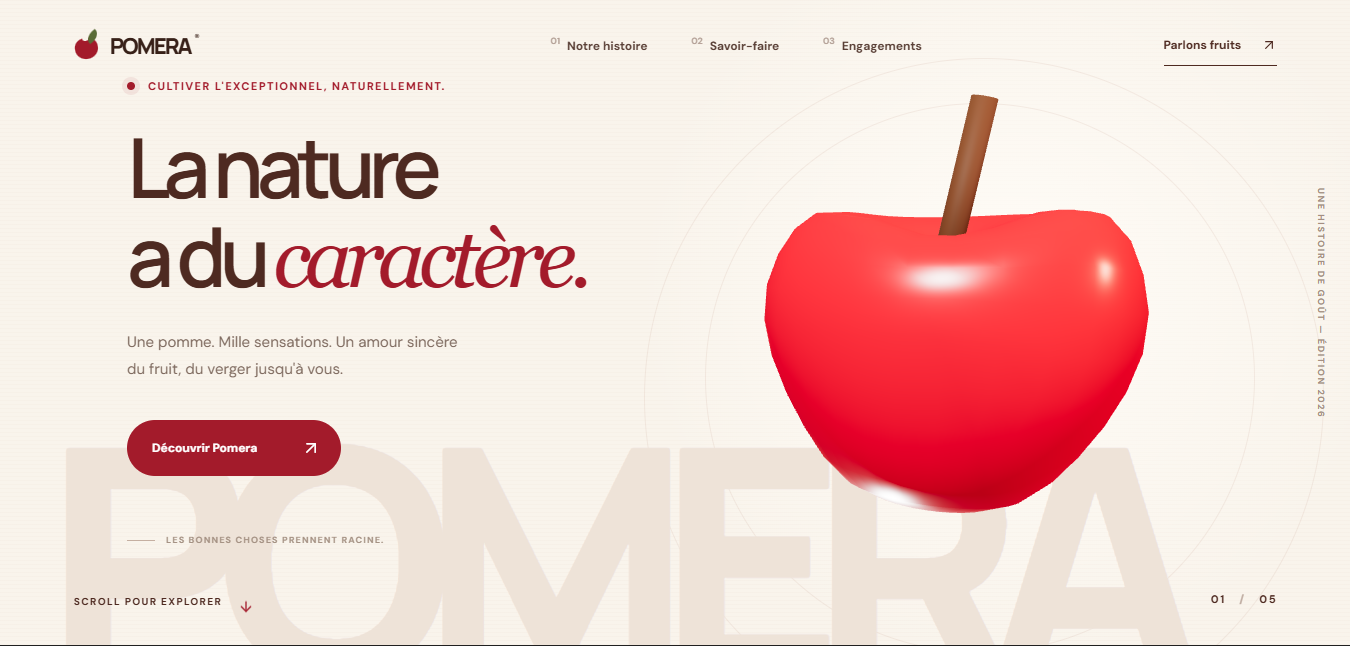 POMERA
01 Notre histoire
02 Savoir-faire
03 Engagements
Parlons fruits
CULTIVER L'EXCEPTIONNEL, NATURELLEMENT.
La nature
a du caractère.
Une pomme. Mille sensations. Un amour sincère
du fruit, du verger jusqu'à vous.
Découvrir Pomera
LES BONNES CHOSES PRENNENT RACINE.
SCROLL POUR EXPLORER
POMERA
01 / 05
UNE HISTOIRE DE GOÛT — ÉDITION 2026